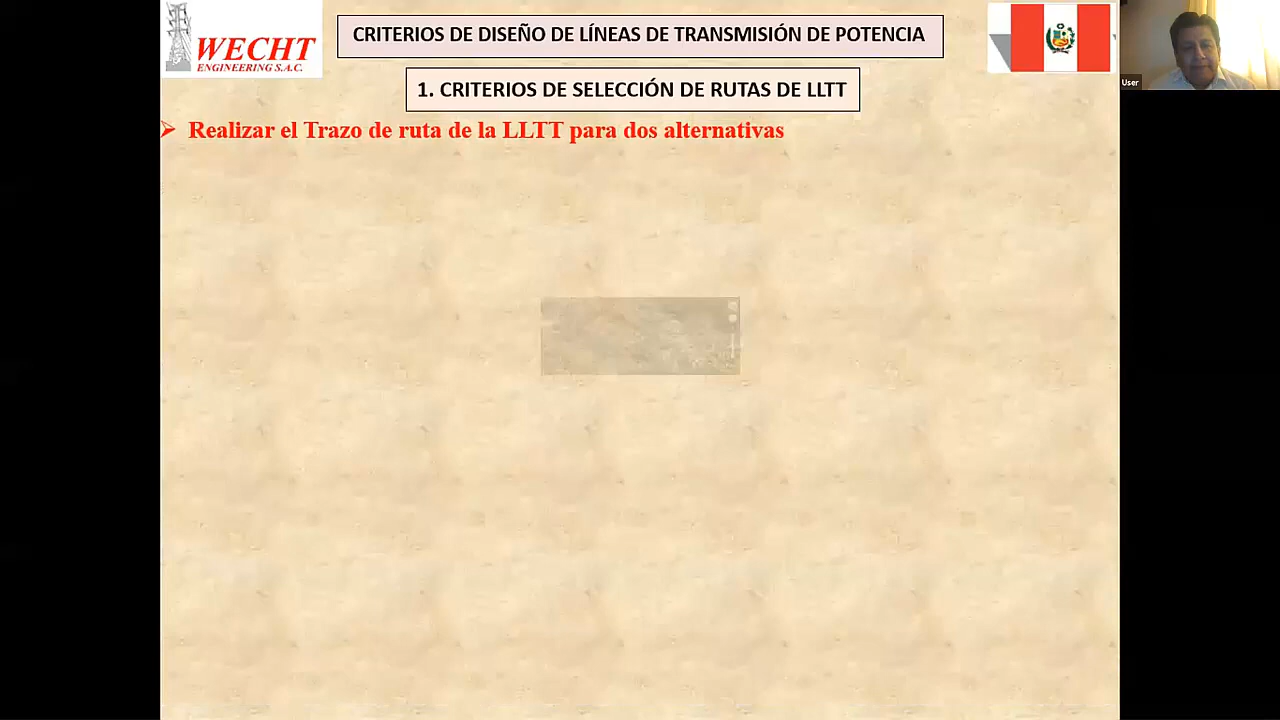 WECHT
ENGINEERING S.A.C.
CRITERIOS DE DISEÑO DE LÍNEAS DE TRANSMISIÓN DE POTENCIA
User
1. CRITERIOS DE SELECCIÓN DE RUTAS DE LLTT
➢ Realizar el Trazo de ruta de la LLTT para dos alternativas